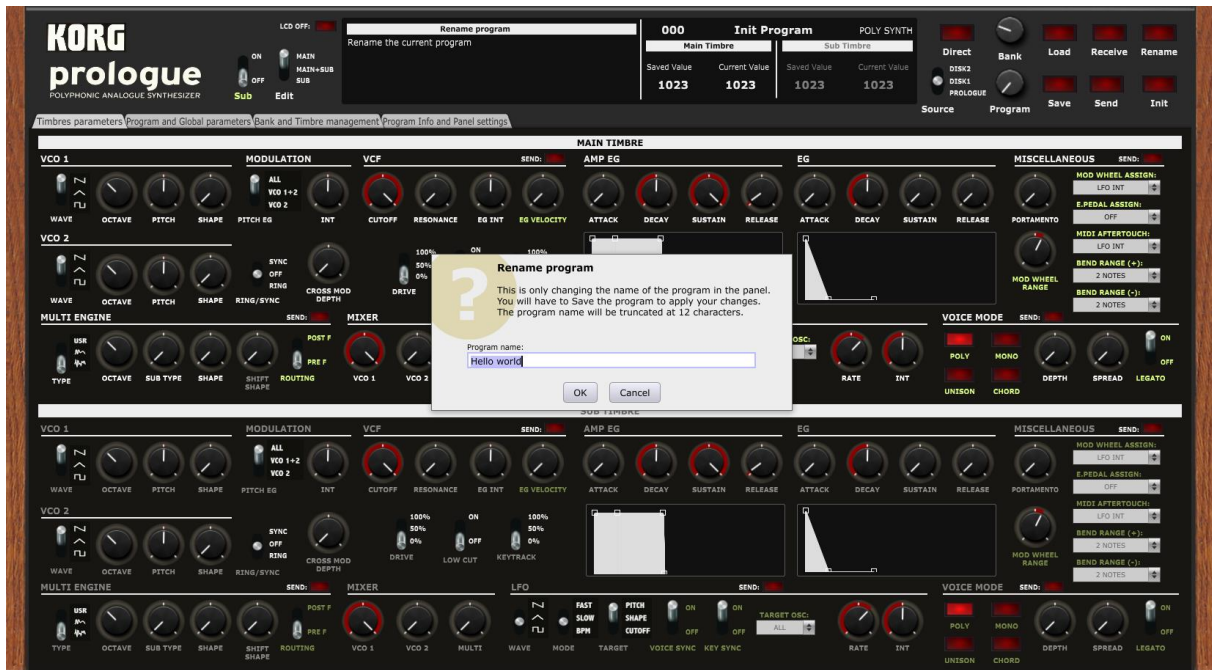 KORG
prologue
POLYPHONIC ANALOGUE SYNTHESIZER
ON
OFF
Sub
LCD OFF:
MAIN
MAIN+SUB
SUB
Edit
Rename program
Rename the current program
000 Init Program POLY SYNTH
Main Timbre Sub Timbre
Saved Value Current Value Saved Value Current Value
1023 1023 1023 1023
Direct Bank Load Receive Rename
DISK2
DISK1
PROLOGUE
Source Program Save Send Init
Timbres parameters Program and Global parameters Bank and Timbre management Program Info and Panel settings
MAIN TIMBRE
VCO 1 MODULATION VCF SEND: AMP EG EG MISCELLANEOUS SEND:
ALL
VCO 1+2
VCO 2
MOD WHEEL ASSIGN:
LFO INT
E.PEDAL ASSIGN:
OFF
WAVE OCTAVE PITCH SHAPE PITCH EG INT CUTOFF RESONANCE EG INT EG VELOCITY ATTACK DECAY SUSTAIN RELEASE ATTACK DECAY SUSTAIN RELEASE PORTAMENTO
VCO 2
SYNC
OFF
RING
100%
50%
0%
ON
100%
MIDI AFTERTOUCH:
LFO INT
BEND RANGE (+):
2 NOTES
BEND RANGE (-):
2 NOTES
WAVE OCTAVE PITCH SHAPE RING/SYNC CROSS MOD DEPTH DRIVE MOD WHEEL RANGE
Rename program
This is only changing the name of the program in the panel.
You will have to Save the program to apply your changes.
The program name will be truncated at 12 characters.
Program name:
Hello world
OK Cancel
MULTI ENGINE SEND: MIXER VOICE MODE SEND:
USR
POST F
PRE F
OSC:
POLY MONO
ON
OFF
TYPE OCTAVE SUB TYPE SHAPE SHIFT SHAPE ROUTING VCO 1 VCO 2 RATE INT UNISON CHORD DEPTH SPREAD LEGATO
SUB TIMBRE
VCO 1 MODULATION VCF SEND: AMP EG EG MISCELLANEOUS SEND:
ALL
VCO 1+2
VCO 2
MOD WHEEL ASSIGN:
LFO INT
E.PEDAL ASSIGN:
OFF
WAVE OCTAVE PITCH SHAPE PITCH EG INT CUTOFF RESONANCE EG INT EG VELOCITY ATTACK DECAY SUSTAIN RELEASE ATTACK DECAY SUSTAIN RELEASE PORTAMENTO
VCO 2
SYNC
OFF
RING
100%
50%
0%
ON
OFF
100%
50%
0%
MIDI AFTERTOUCH:
LFO INT
BEND RANGE (+):
2 NOTES
BEND RANGE (-):
2 NOTES
WAVE OCTAVE PITCH SHAPE RING/SYNC CROSS MOD DEPTH DRIVE LOW CUT KEYTRACK MOD WHEEL RANGE
MULTI ENGINE SEND: MIXER LFO SEND: VOICE MODE SEND:
USR
POST F
PRE F
FAST
SLOW
BPM
PITCH
SHAPE
CUTOFF
ON
OFF
ON
OFF
TARGET OSC:
ALL
POLY MONO
ON
OFF
TYPE OCTAVE SUB TYPE SHAPE SHIFT SHAPE ROUTING VCO 1 VCO 2 MULTI WAVE MODE TARGET VOICE SYNC KEY SYNC RATE INT UNISON CHORD DEPTH SPREAD LEGATO